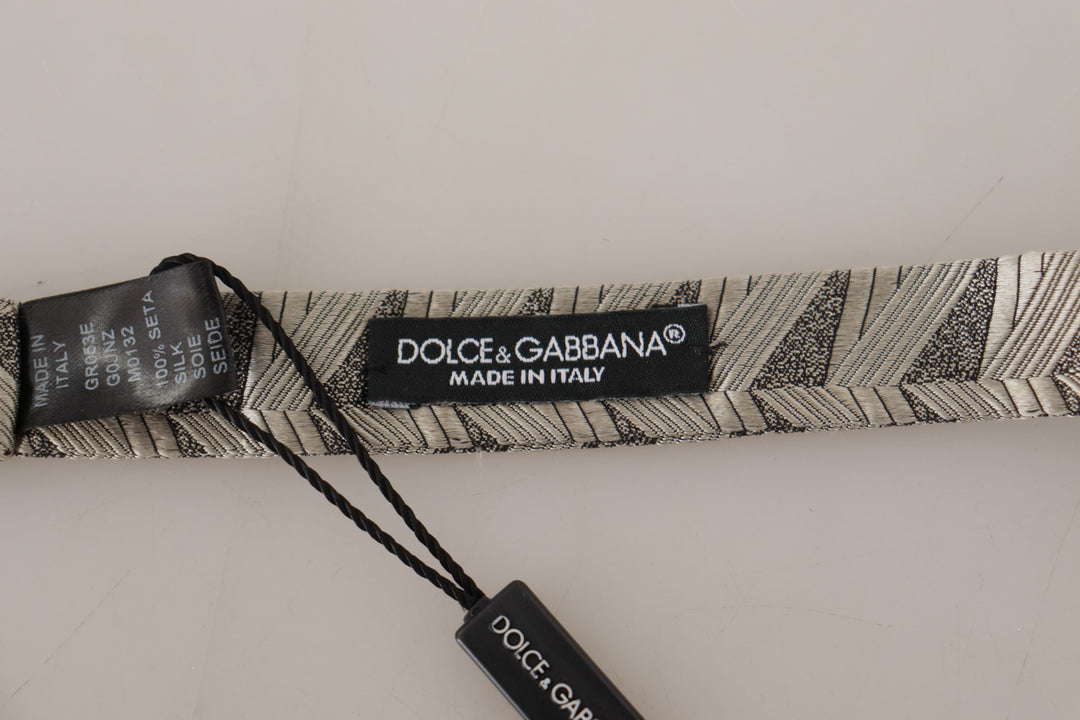 MADE IN
ITALY
GR053E
G0JNZ
M0132
100% SETA
SILK
SOIE
SEIDE
DOLCE&GABBANA®
MADE IN ITALY
DOLCE&GAB